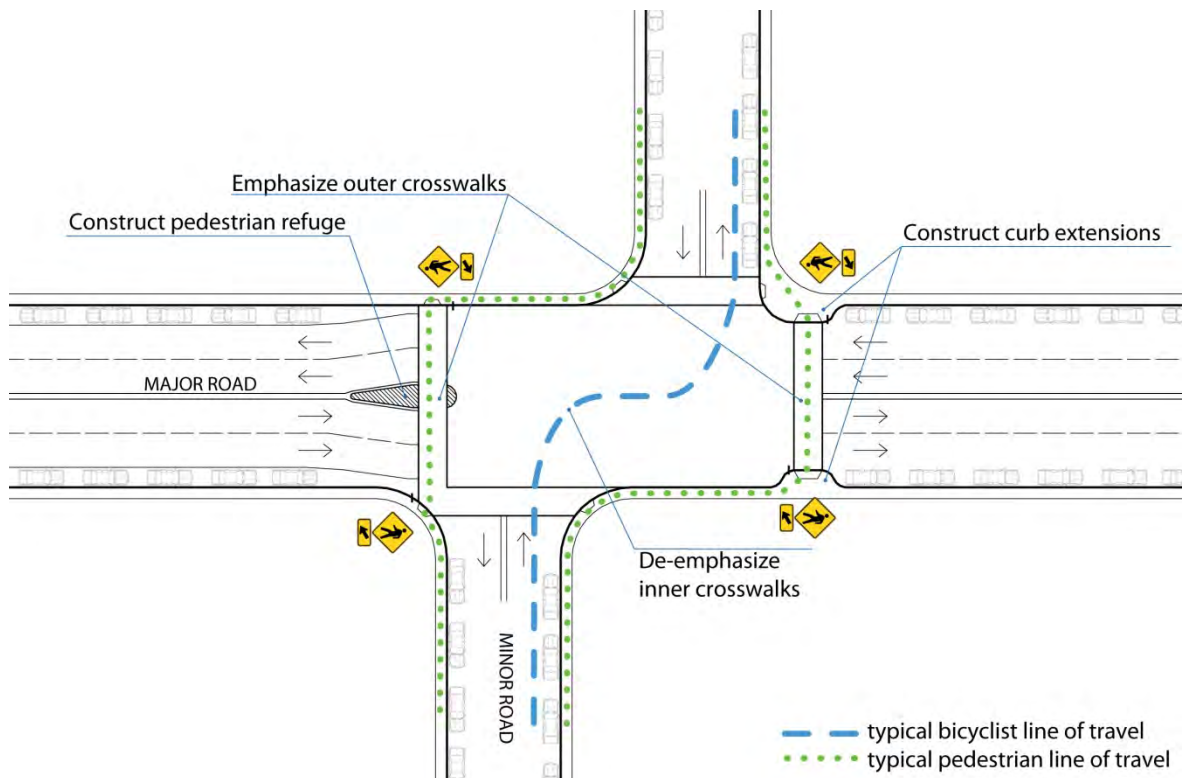 Emphasize outer crosswalks
Construct pedestrian refuge
Construct curb extensions
MAJOR ROAD
De-emphasize
inner crosswalks
MINOR ROAD
typical bicyclist line of travel
typical pedestrian line of travel